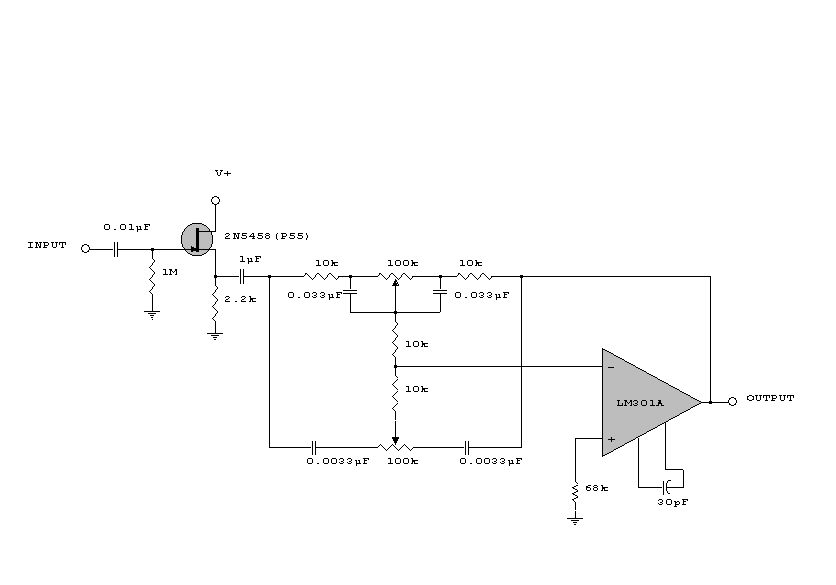 V+
0.01µF
2N5458(P55)
INPUT
1M
1µF
10k
100k
10k
0.033µF
0.033µF
2.2k
10k
10k
-
LM301A
OUTPUT
+
0.0033µF
100k
0.0033µF
68k
30pF